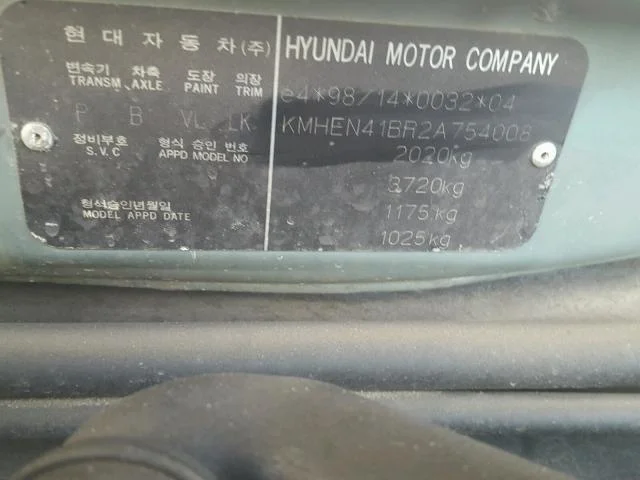 현 대 자 동 차 (주)
HYUNDAI MOTOR COMPANY
변속기 차축 도장 의장
TRANSM. AXLE PAINT TRIM
P B VL LK
정비부호 형식 승인 번호
S.V.C APPD MODEL NO
형식승인년월일
MODEL APPD DATE
e4*98/14*0032*04
KMHEN41BR2A754008
2020kg
3720kg
1175kg
1025kg